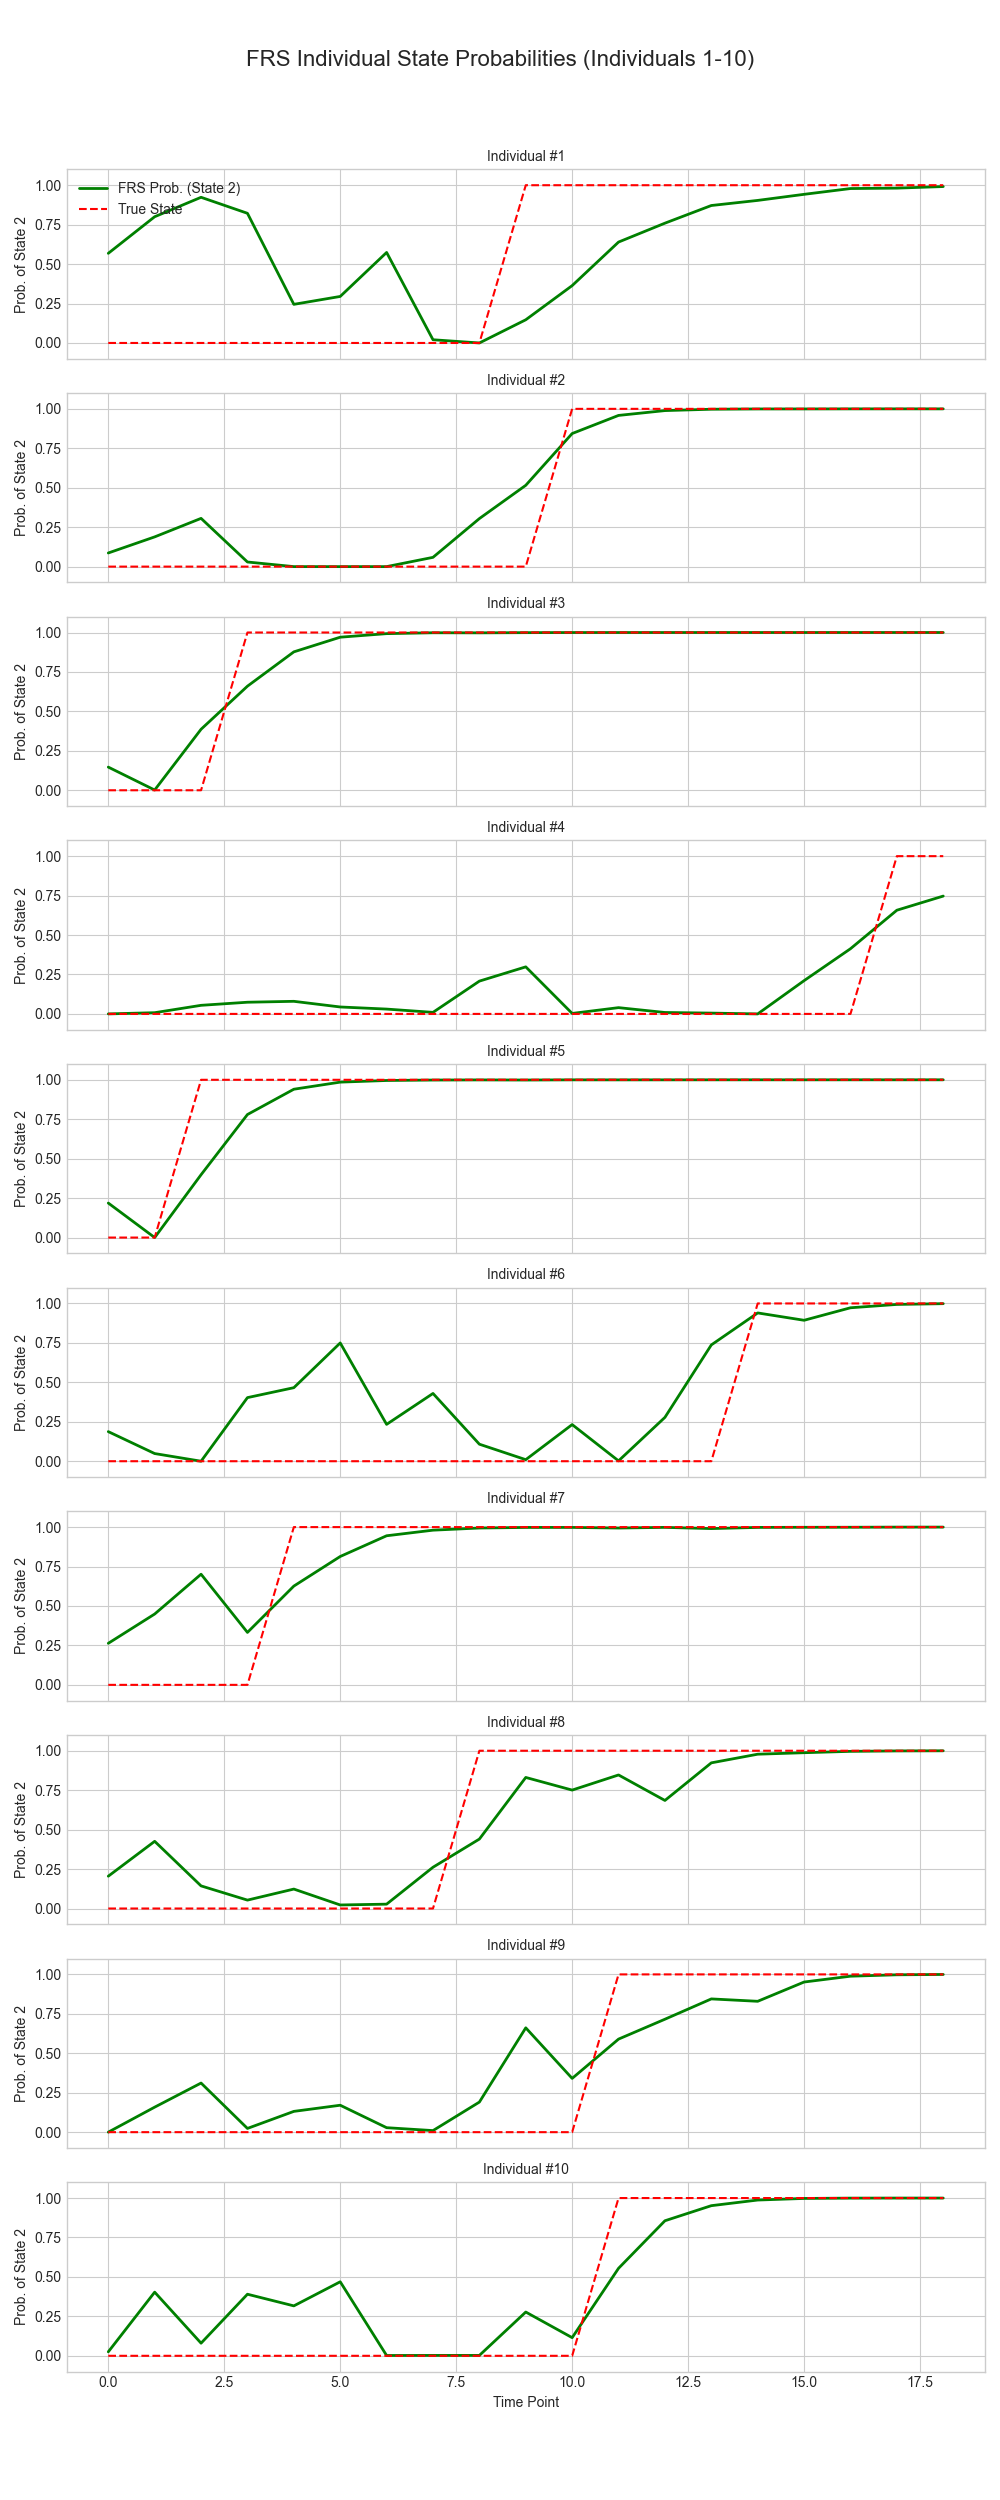 FRS Individual State Probabilities (Individuals 1-10)
Individual #1
FRS Prob. (State 2)
True State
Prob. of State 2
1.00
0.75
0.50
0.25
0.00
Individual #2
Prob. of State 2
1.00
0.75
0.50
0.25
0.00
Individual #3
Prob. of State 2
1.00
0.75
0.50
0.25
0.00
Individual #4
Prob. of State 2
1.00
0.75
0.50
0.25
0.00
Individual #5
Prob. of State 2
1.00
0.75
0.50
0.25
0.00
Individual #6
Prob. of State 2
1.00
0.75
0.50
0.25
0.00
Individual #7
Prob. of State 2
1.00
0.75
0.50
0.25
0.00
Individual #8
Prob. of State 2
1.00
0.75
0.50
0.25
0.00
Individual #9
Prob. of State 2
1.00
0.75
0.50
0.25
0.00
Individual #10
Prob. of State 2
1.00
0.75
0.50
0.25
0.00
0.0 2.5 5.0 7.5 10.0 12.5 15.0 17.5
Time Point